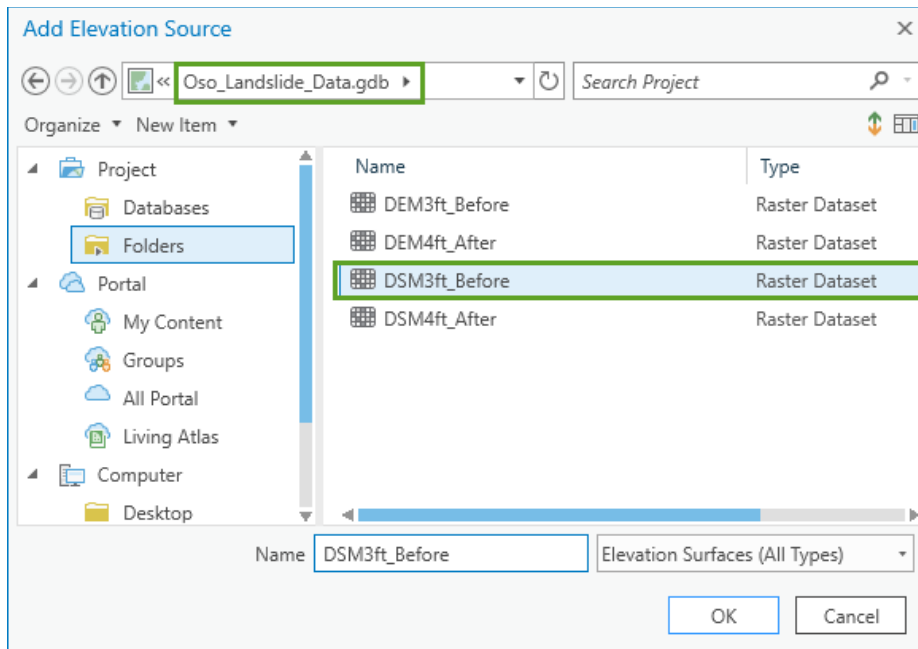 Add Elevation Source
« Oso_Landslide_Data.gdb Search Project
Organize New Item
Project
Databases
Folders
Portal
My Content
Groups
All Portal
Living Atlas
Computer
Desktop
Name Type
DEM3ft_Before Raster Dataset
DEM4ft_After Raster Dataset
DSM3ft_Before Raster Dataset
DSM4ft_After Raster Dataset
Name DSM3ft_Before Elevation Surfaces (All Types)
OK Cancel